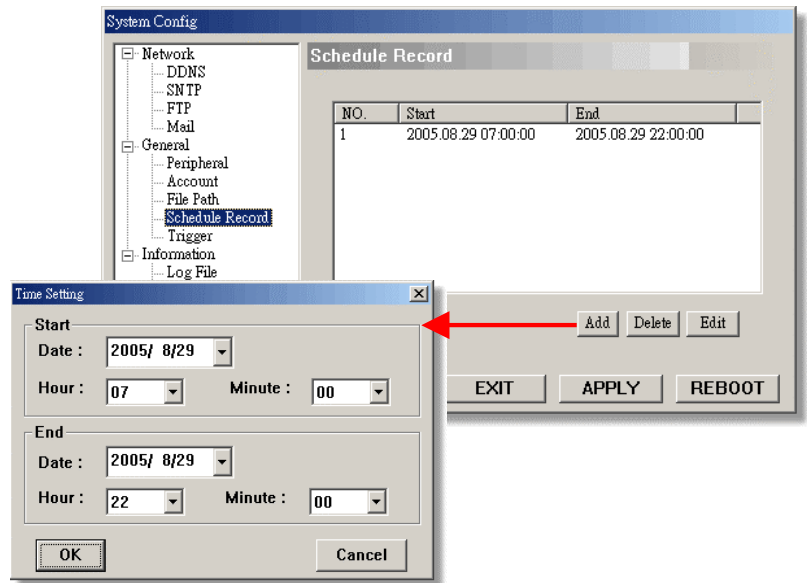 System Config
Network
DDNS
SNTP
FTP
Mail
General
Peripheral
Account
File Path
Schedule Record
Trigger
Information
Log File
Schedule Record
NO. Start End
1 2005.08.29 07:00:00 2005.08.29 22:00:00
Add Delete Edit
EXIT APPLY REBOOT
Time Setting
Start
Date : 2005/ 8/29
Hour : 07 Minute : 00
End
Date : 2005/ 8/29
Hour : 22 Minute : 00
OK Cancel